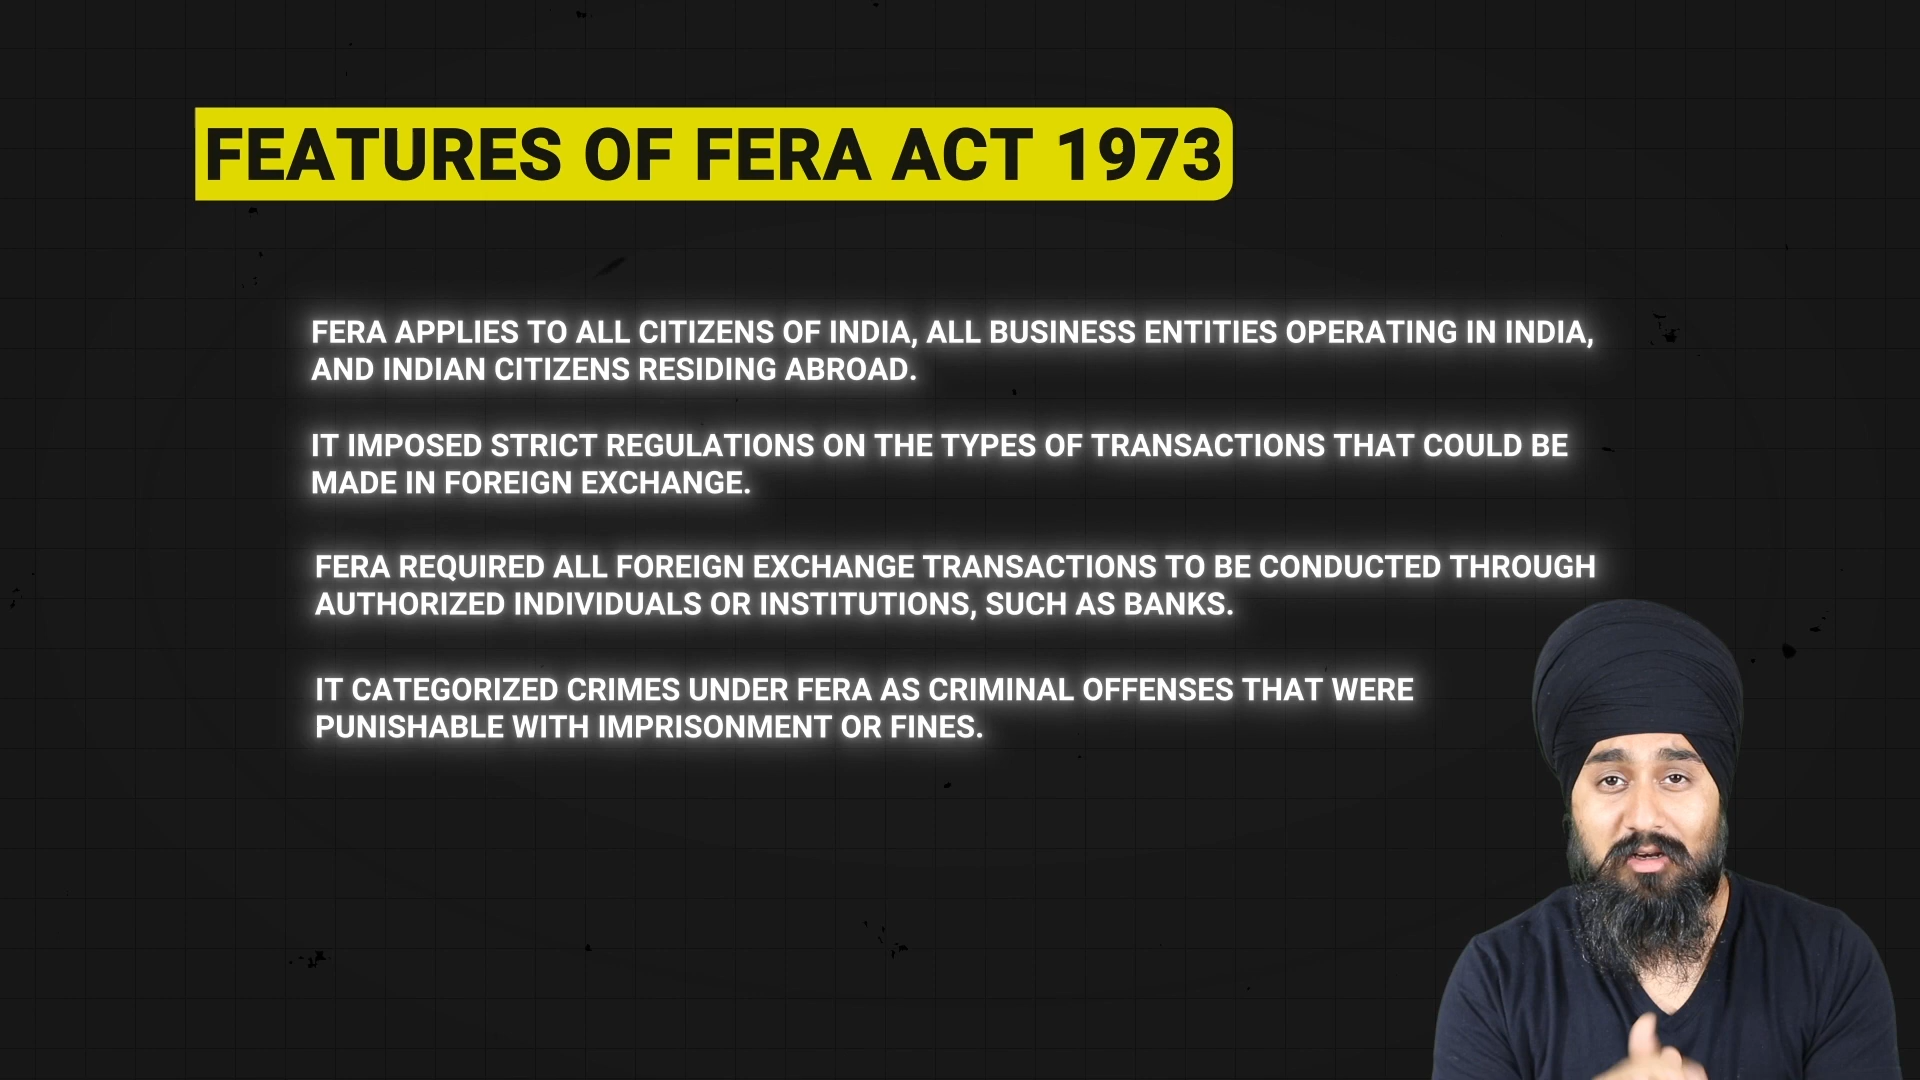 FEATURES OF FERA ACT 1973
FERA APPLIES TO ALL CITIZENS OF INDIA, ALL BUSINESS ENTITIES OPERATING IN INDIA,
AND INDIAN CITIZENS RESIDING ABROAD.
IT IMPOSED STRICT REGULATIONS ON THE TYPES OF TRANSACTIONS THAT COULD BE
MADE IN FOREIGN EXCHANGE.
FERA REQUIRED ALL FOREIGN EXCHANGE TRANSACTIONS TO BE CONDUCTED THROUGH
AUTHORIZED INDIVIDUALS OR INSTITUTIONS, SUCH AS BANKS.
IT CATEGORIZED CRIMES UNDER FERA AS CRIMINAL OFFENSES THAT WERE
PUNISHABLE WITH IMPRISONMENT OR FINES.